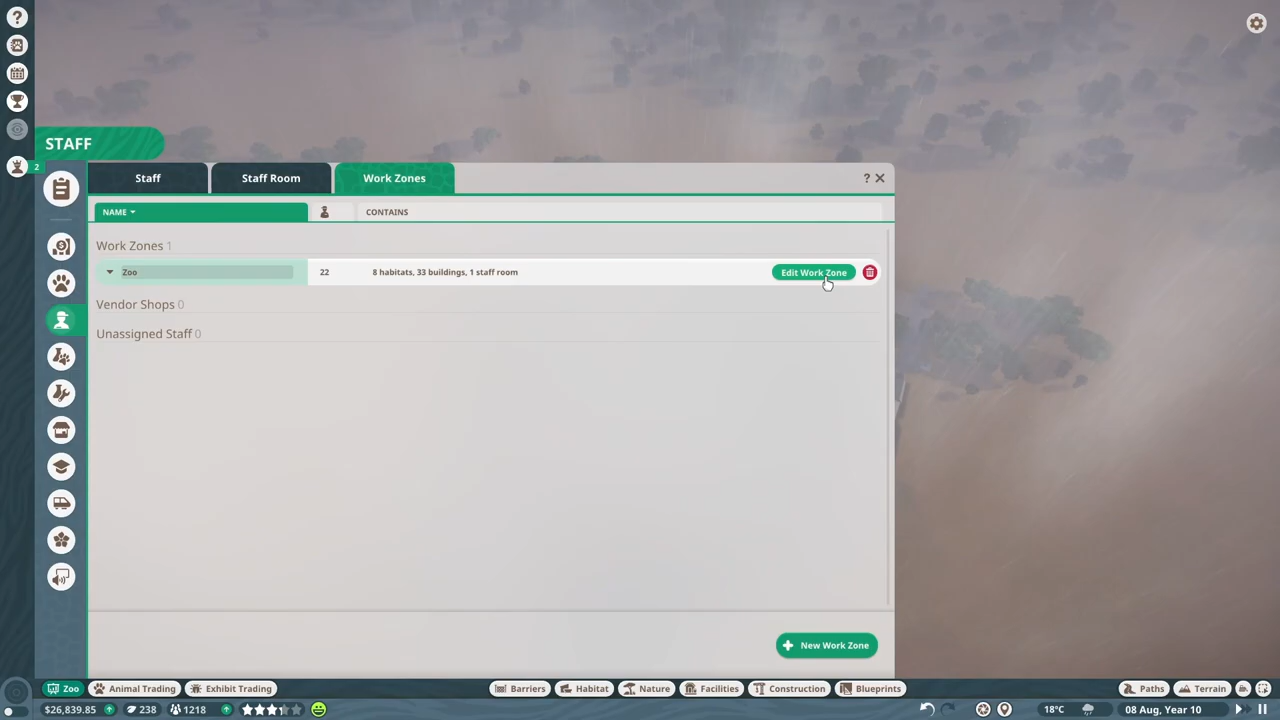 STAFF
2
Staff
Staff Room
Work Zones
?
NAME
CONTAINS
Work Zones 1
Zoo
22
8 habitats, 33 buildings, 1 staff room
Edit Work Zone
Vendor Shops 0
Unassigned Staff 0
New Work Zone
Zoo
Animal Trading
Exhibit Trading
Barriers
Habitat
Nature
Facilities
Construction
Blueprints
Paths
Terrain
$26,839.85
238
1218
18°C
08 Aug, Year 10